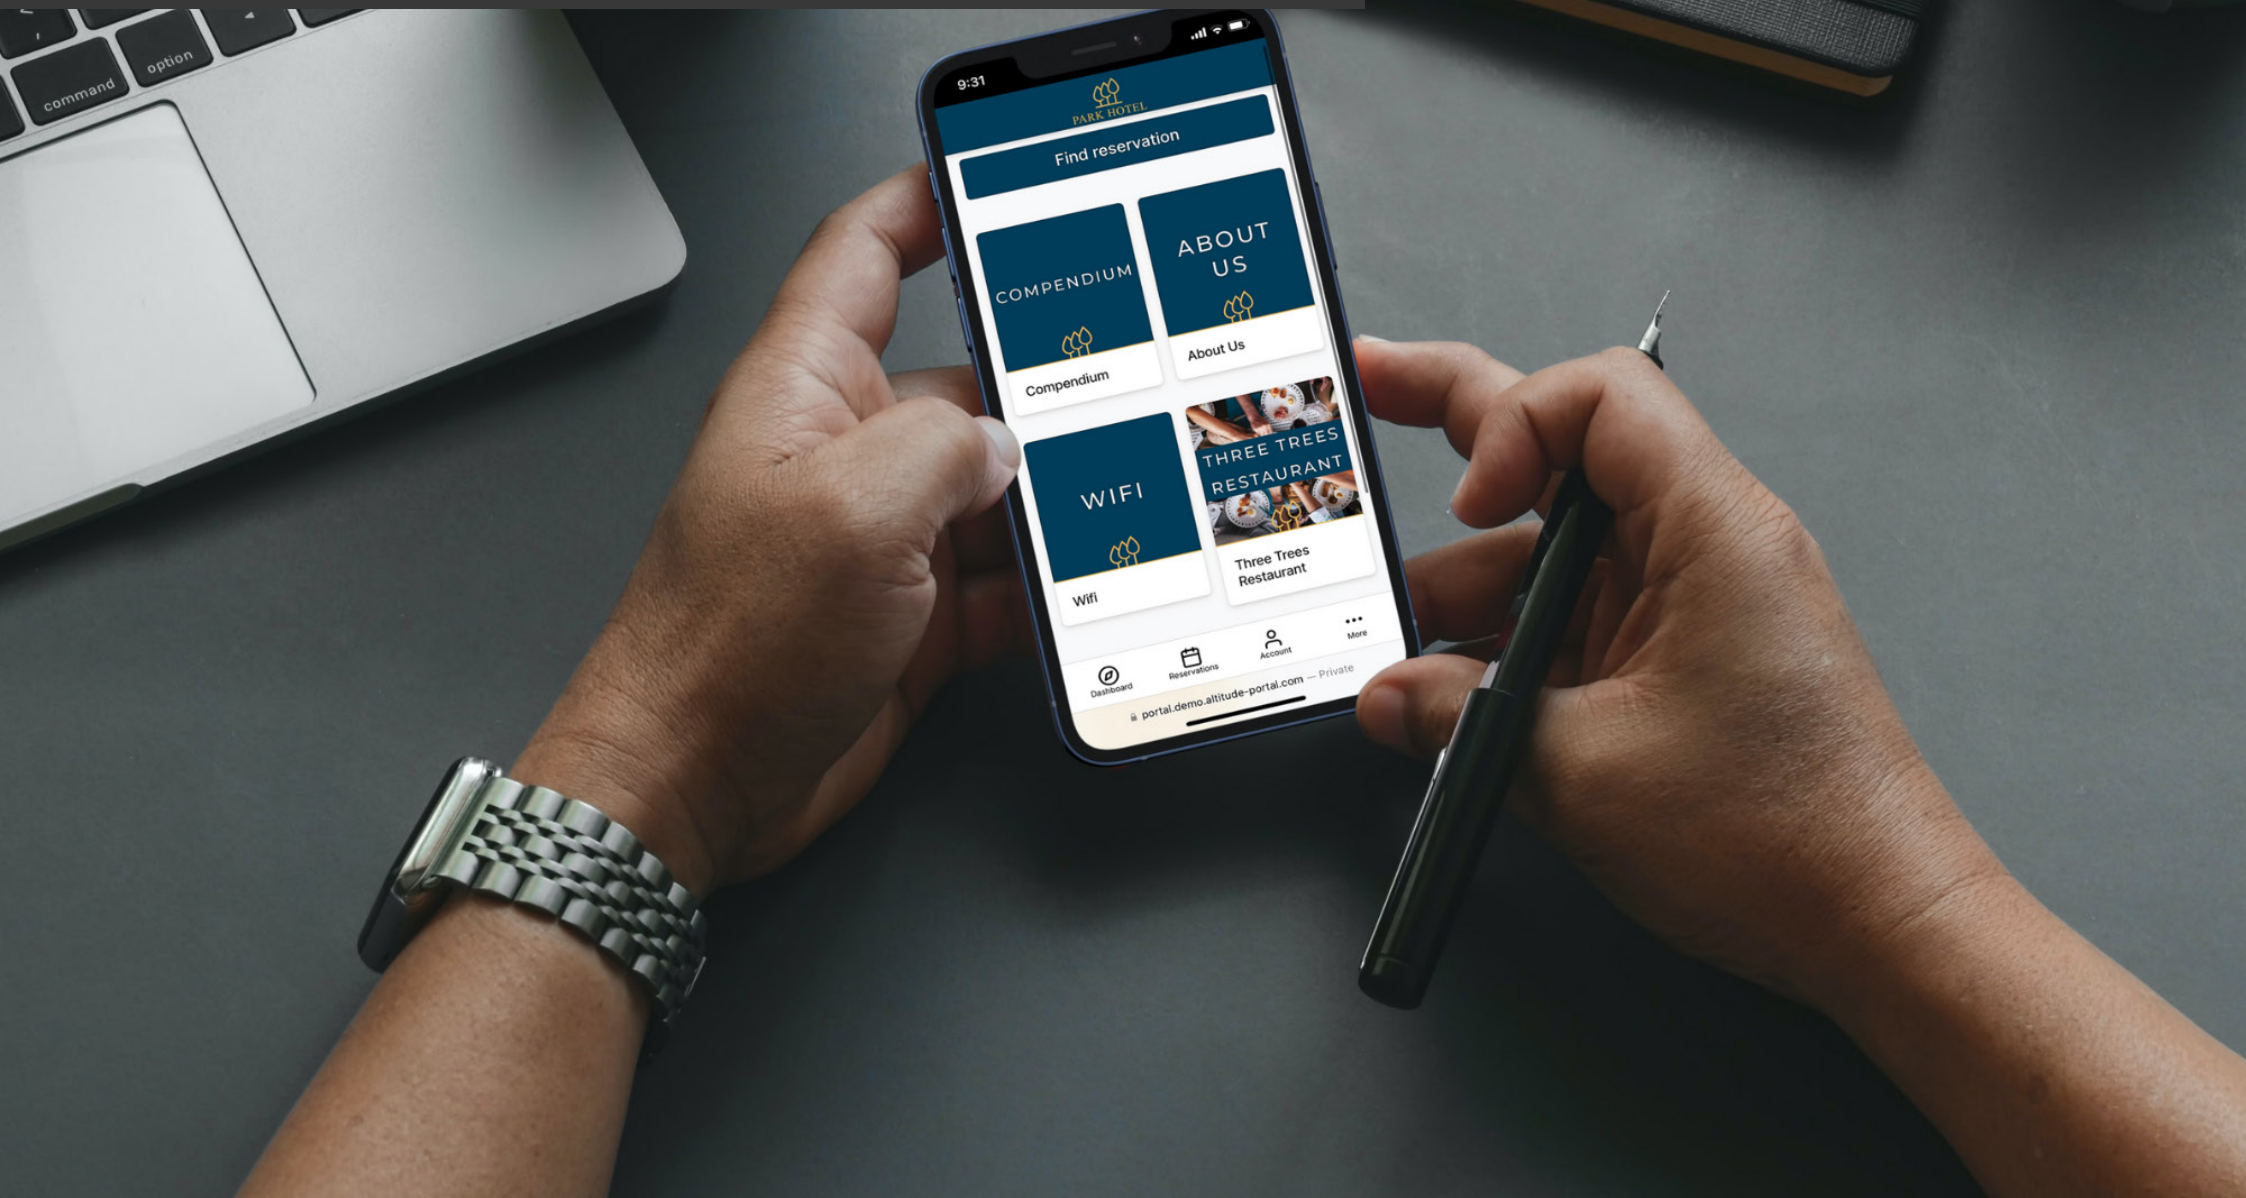 command
option
9:31
PARK HOTEL
Find reservation
COMPENDIUM
Compendium
ABOUT
US
About Us
WIFI
Wifi
THREE TREES
RESTAURANT
Three Trees
Restaurant
Dashboard
Reservations
Account
More
portal.demo.altitude-portal.com — Private